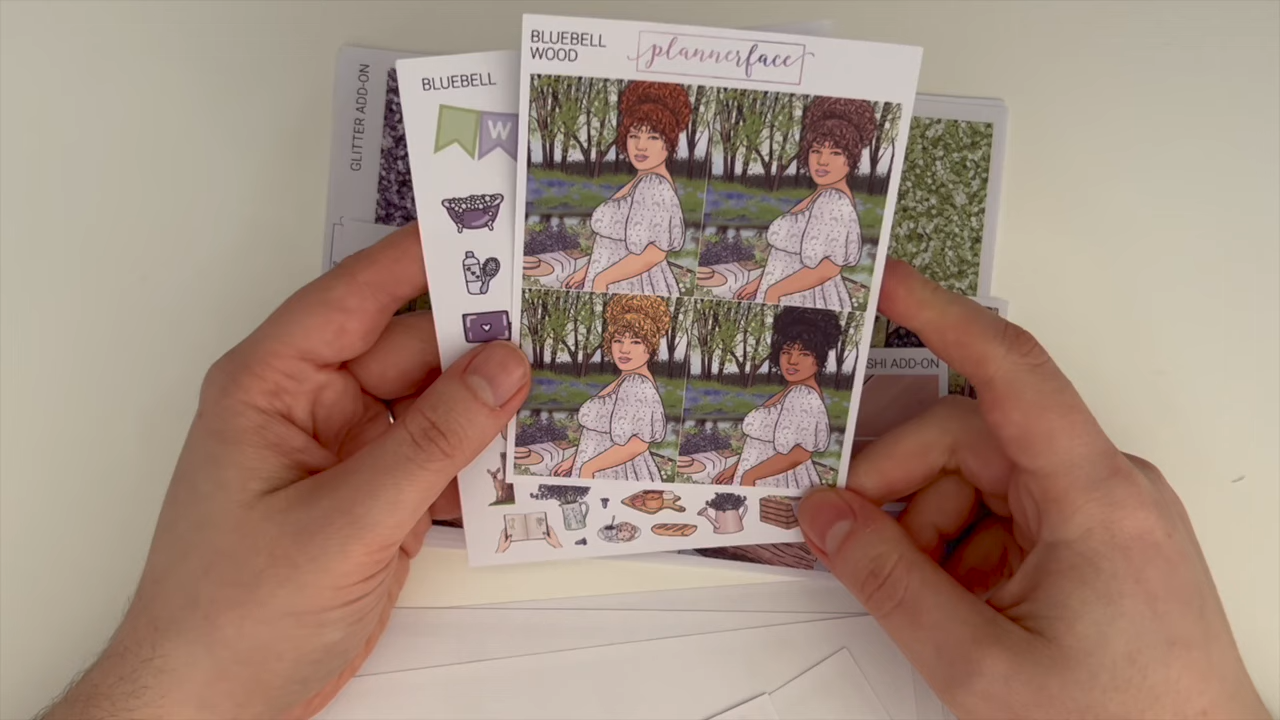 GLITTER ADD-ON
BLUEBELL
W
BLUEBELL
WOOD
plannerface
SHI ADD-ON